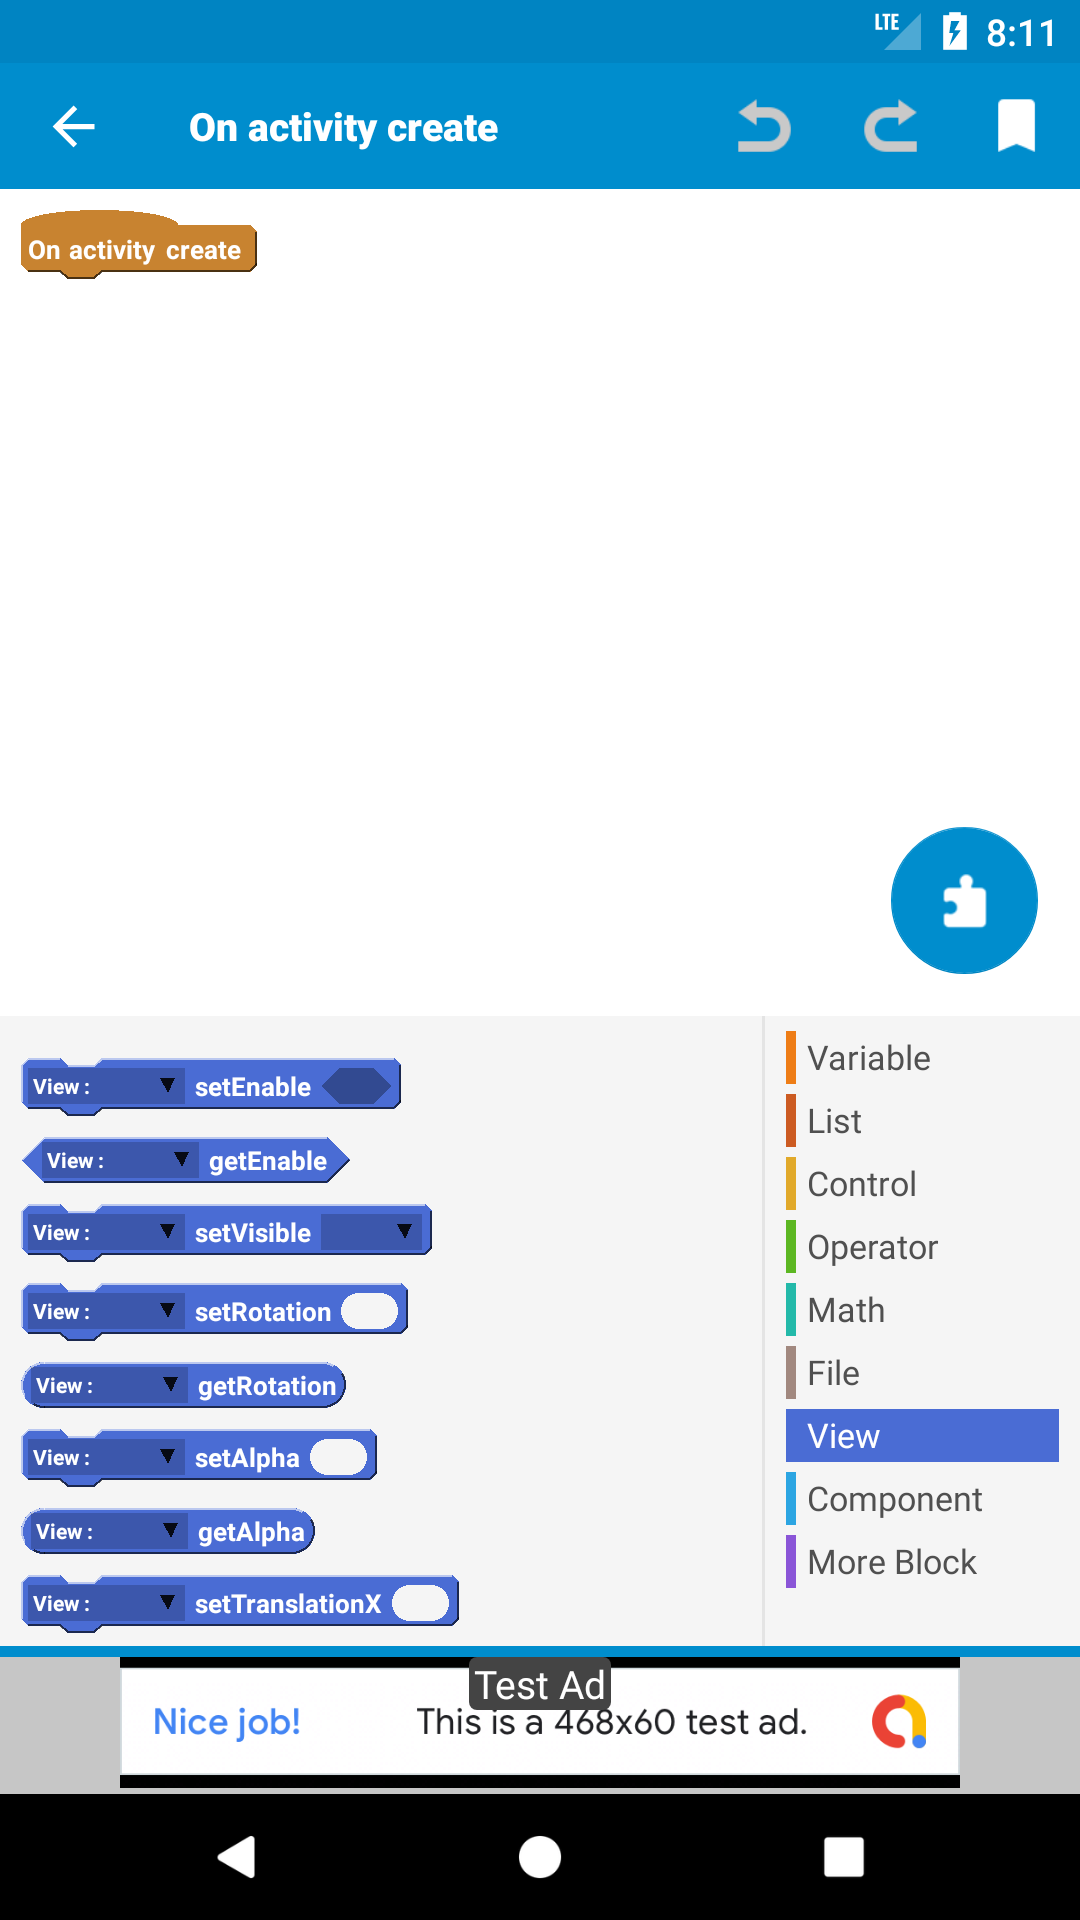 LTE 8:11
On activity create
On activity create
View : setEnable
View : getEnable
View : setVisible
View : setRotation
View : getRotation
View : setAlpha
View : getAlpha
View : setTranslationX
Variable
List
Control
Operator
Math
File
View
Component
More Block
Test Ad
Nice job! This is a 468x60 test ad.